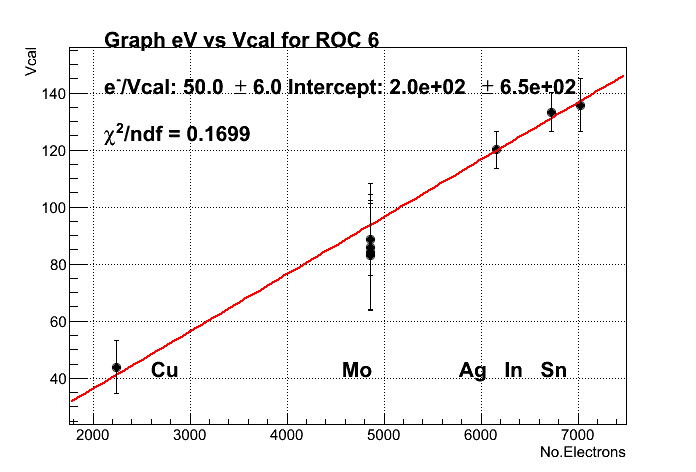 Graph eV vs Vcal for ROC 6
Vcal
e⁻/Vcal: 50.0 ± 6.0 Intercept: 2.0e+02 ± 6.5e+02
χ²/ndf = 0.1699
140
120
100
80
60
40
Cu Mo Ag In Sn
2000 3000 4000 5000 6000 7000
No.Electrons